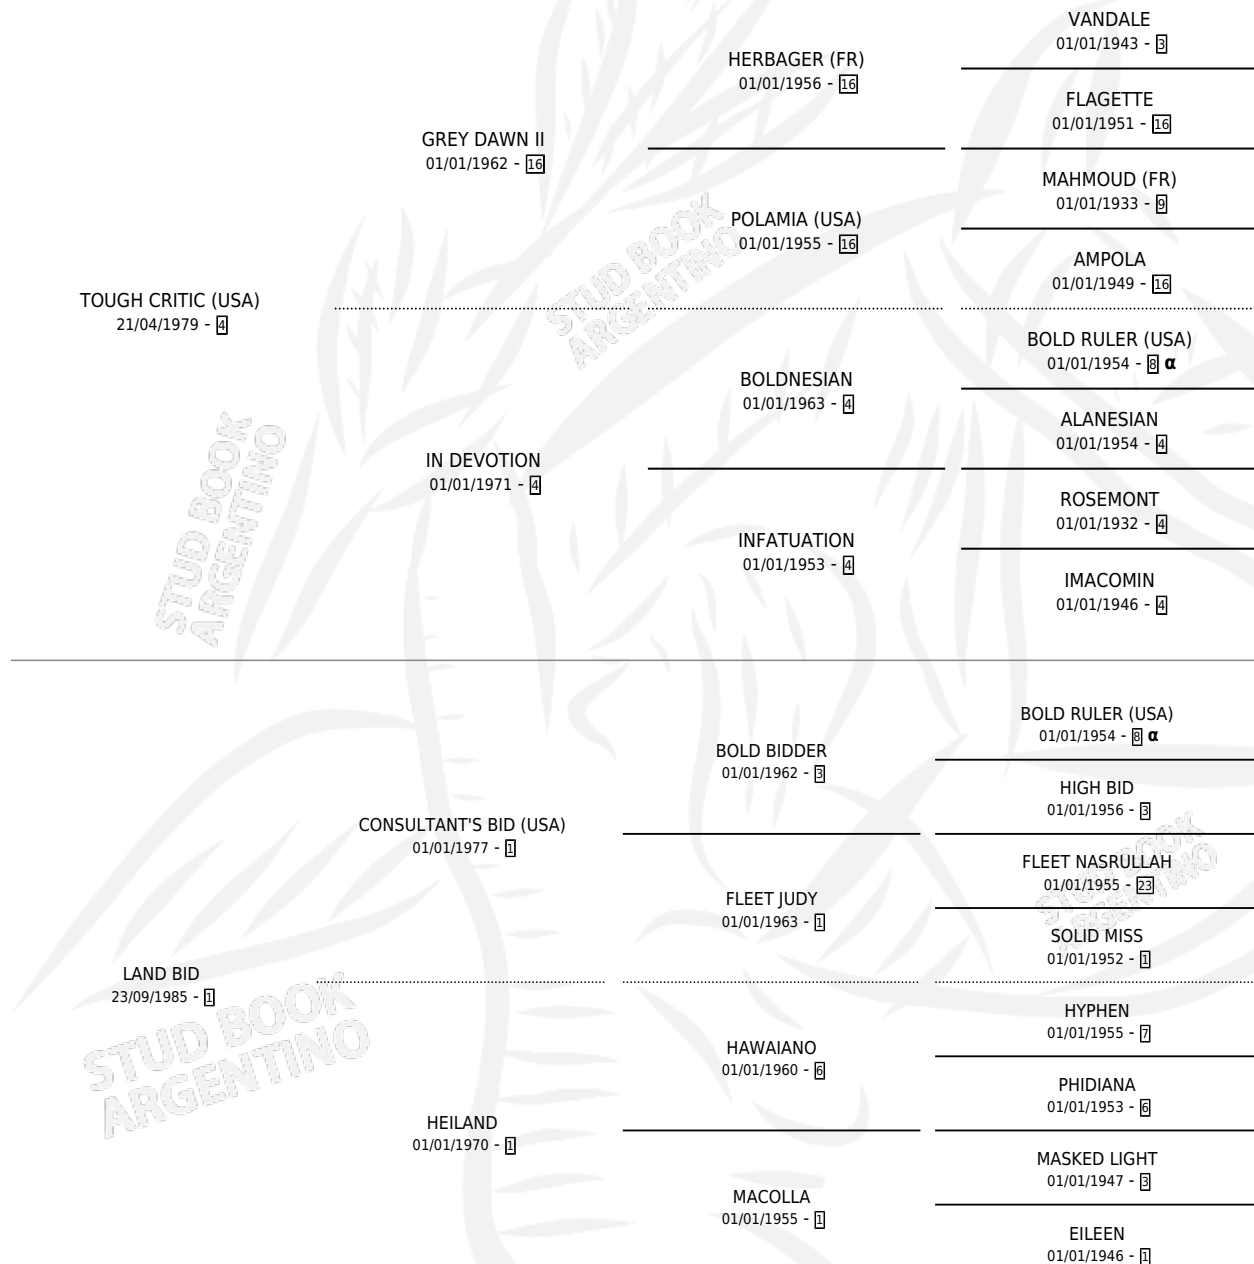 VANDALE
01/01/1943 - 3
HERBAGER (FR)
01/01/1956 - 16
FLAGETTE
01/01/1951 - 16
GREY DAWN II
01/01/1962 - 16
MAHMOUD (FR)
01/01/1933 - 9
POLAMIA (USA)
01/01/1955 - 16
AMPOLA
01/01/1949 - 16
TOUGH CRITIC (USA)
21/04/1979 - 4
BOLD RULER (USA)
01/01/1954 - 8 α
BOLDNESIAN
01/01/1963 - 4
ALANESIAN
01/01/1954 - 4
IN DEVOTION
01/01/1971 - 4
ROSEMONT
01/01/1932 - 4
INFATUATION
01/01/1953 - 4
IMACOMIN
01/01/1946 - 4
BOLD RULER (USA)
01/01/1954 - 8 α
BOLD BIDDER
01/01/1962 - 3
HIGH BID
01/01/1956 - 3
CONSULTANT'S BID (USA)
01/01/1977 - 1
FLEET NASRULLAH
01/01/1955 - 23
FLEET JUDY
01/01/1963 - 1
SOLID MISS
01/01/1952 - 1
LAND BID
23/09/1985 - 1
HYPHEN
01/01/1955 - 7
HAWAIANO
01/01/1960 - 6
PHIDIANA
01/01/1953 - 6
HEILAND
01/01/1970 - 1
MASKED LIGHT
01/01/1947 - 3
MACOLLA
01/01/1955 - 1
EILEEN
01/01/1946 - 1
STUD BOOK
ARGENTINO
STUD BOOK
ARGENTINO
STUD BOOK
ARGENTINO
STUD BOOK
ARGENTINO